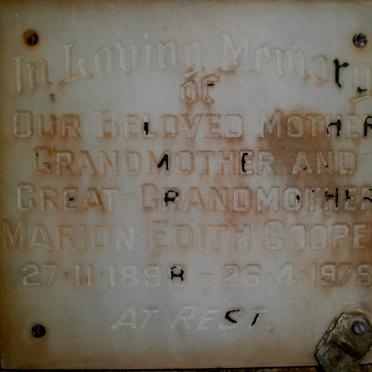 In Loving Memory
of
OUR BELOVED MOTHER
GRANDMOTHER AND
GREAT-GRANDMOTHER
MARION EDITH COOPE
27·11·1898 - 26·4·1979
AT REST.